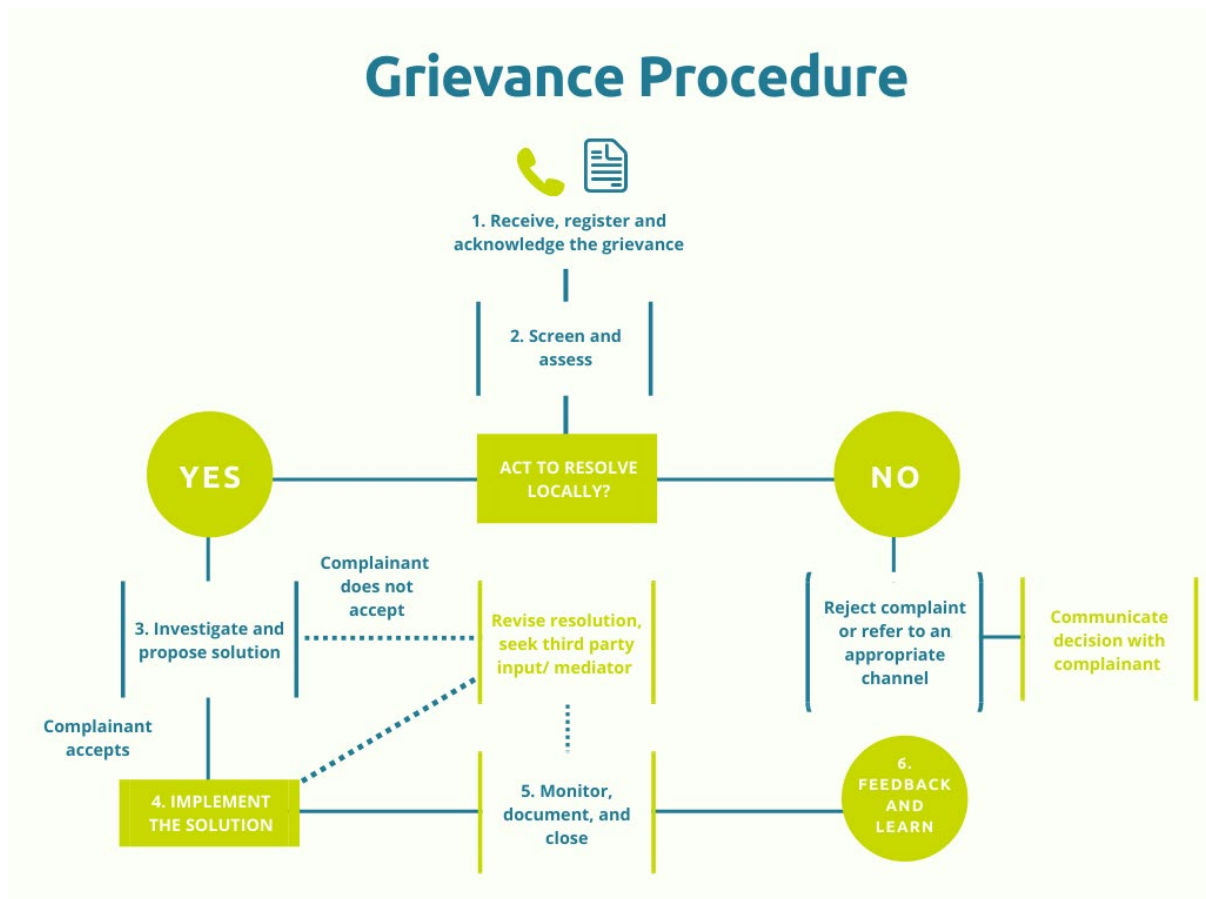 Grievance Procedure
1. Receive, register and
acknowledge the grievance
2. Screen and
assess
YES
ACT TO RESOLVE
LOCALLY?
NO
Complainant
does not
accept
3. Investigate and
propose solution
Revise resolution,
seek third party
input/ mediator
Reject complaint
or refer to an
appropriate
channel
Communicate
decision with
complainant
Complainant
accepts
4. IMPLEMENT
THE SOLUTION
5. Monitor,
document, and
close
6.
FEEDBACK
AND
LEARN